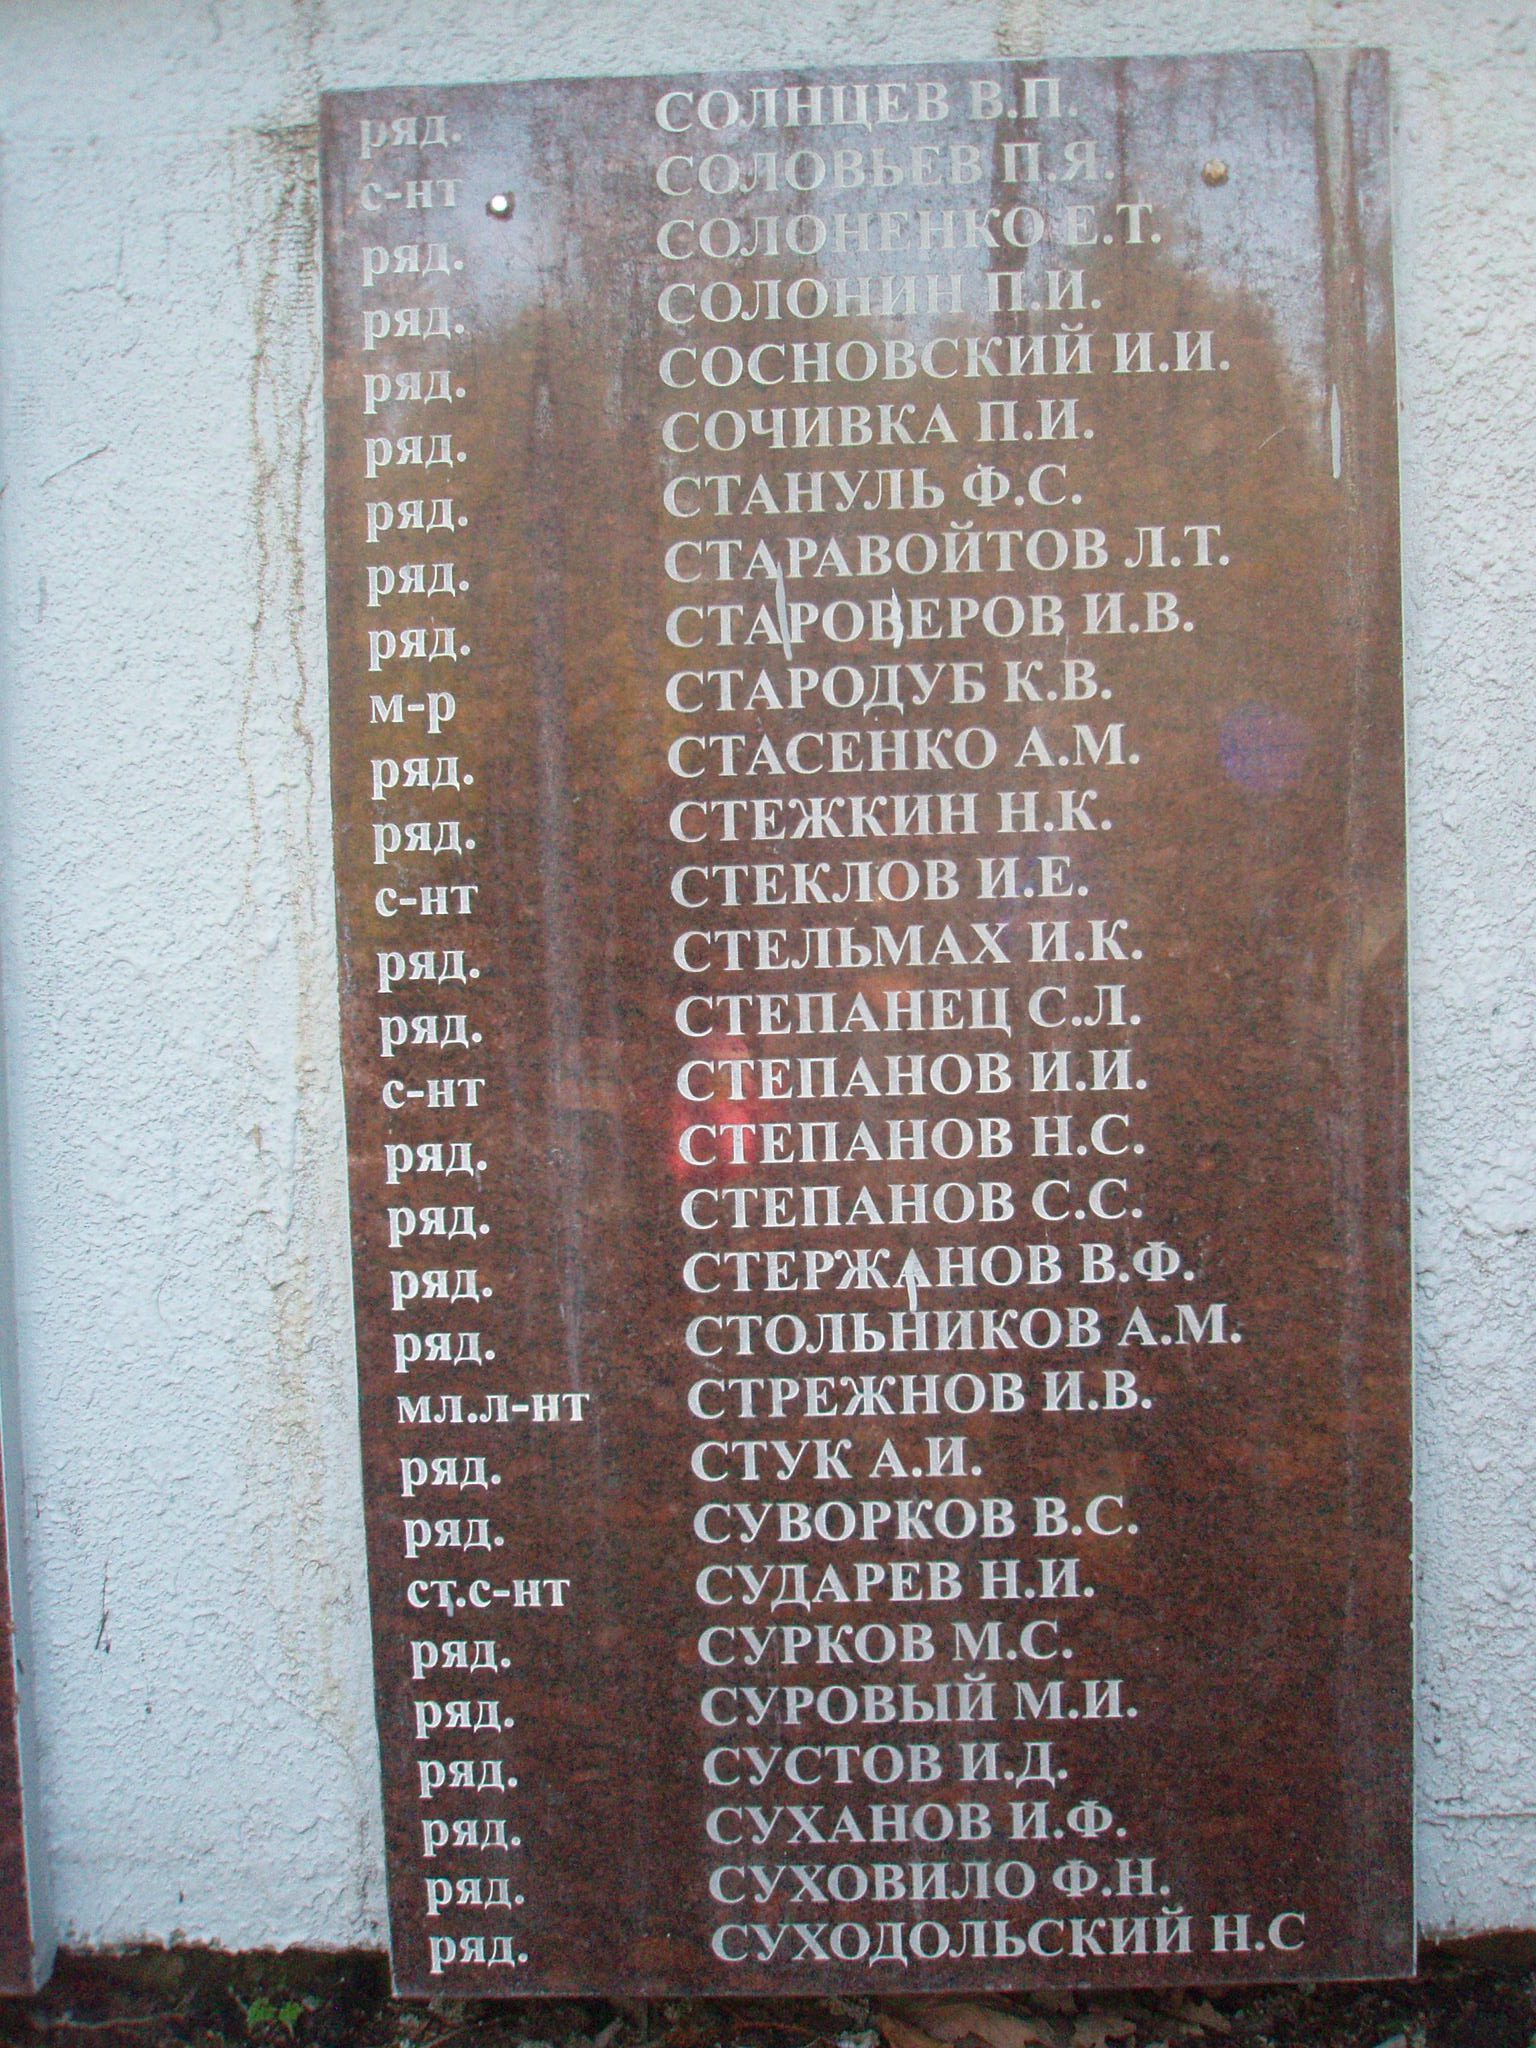 ряд. СОЛНЦЕВ В.П.
с-нт СОЛОВЬЕВ П.Я.
ряд. СОЛОНЕНКО Е.Т.
ряд. СОЛОНИН П.И.
ряд. СОСНОВСКИЙ И.И.
ряд. СОЧИВКА П.И.
ряд. СТАНУЛЬ Ф.С.
ряд. СТАРАВОЙТОВ Л.Т.
ряд. СТАРОВЕРОВ И.В.
м-р СТАРОДУБ К.В.
ряд. СТАСЕНКО А.М.
ряд. СТЕЖКИН Н.К.
с-нт СТЕКЛОВ И.Е.
ряд. СТЕЛЬМАХ И.К.
ряд. СТЕПАНЕЦ С.Л.
с-нт СТЕПАНОВ И.И.
ряд. СТЕПАНОВ Н.С.
ряд. СТЕПАНОВ С.С.
ряд. СТЕРЖАНОВ В.Ф.
ряд. СТОЛЬНИКОВ А.М.
мл.л-нт СТРЕЖНОВ И.В.
ряд. СТУК А.И.
ряд. СУВОРКОВ В.С.
ст.с-нт СУДАРЕВ Н.И.
ряд. СУРКОВ М.С.
ряд. СУРОВЫЙ М.И.
ряд. СУСТОВ И.Д.
ряд. СУХАНОВ И.Ф.
ряд. СУХОВИЛО Ф.Н.
ряд. СУХОДОЛЬСКИЙ Н.С